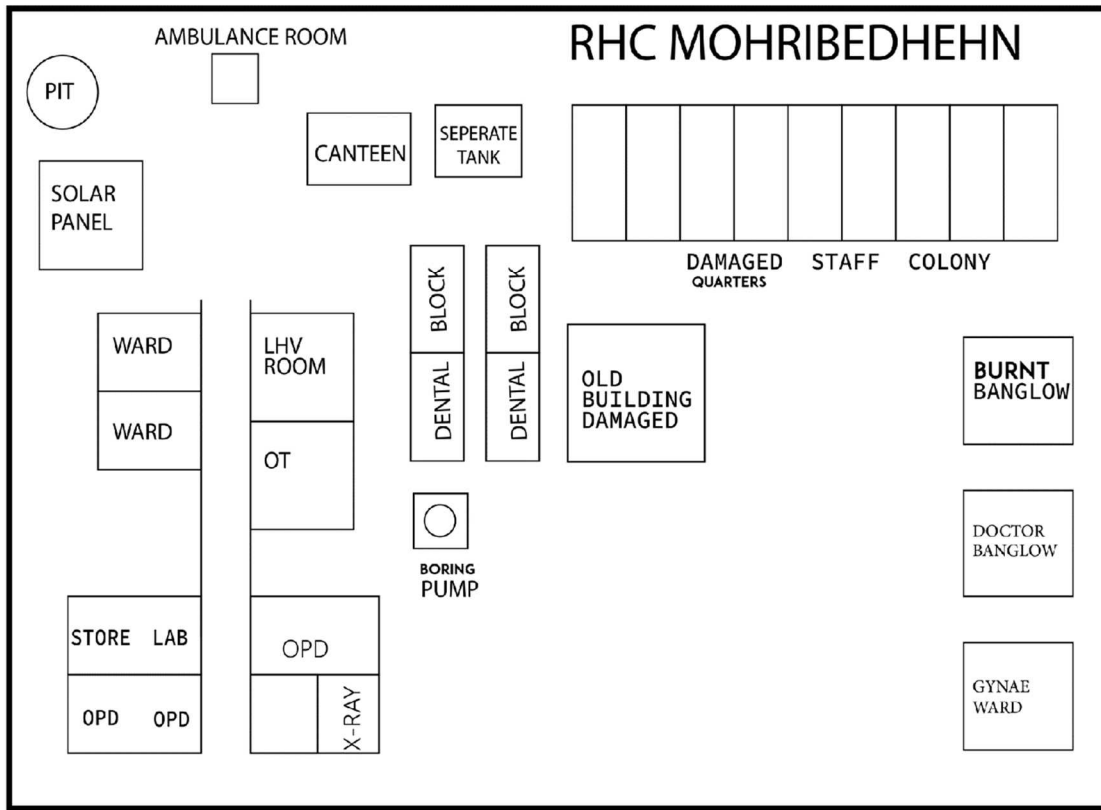 RHC MOHRIBEDHEHN
AMBULANCE ROOM
PIT
CANTEEN
SEPERATE
TANK
SOLAR
PANEL
DAMAGED STAFF COLONY
QUARTERS
WARD
WARD
LHV
ROOM
OT
BLOCK
DENTAL
BLOCK
DENTAL
OLD
BUILDING
DAMAGED
BURNT
BANGLOW
BORING
PUMP
DOCTOR
BANGLOW
STORE LAB
OPD OPD
OPD
X-RAY
GYNAE
WARD